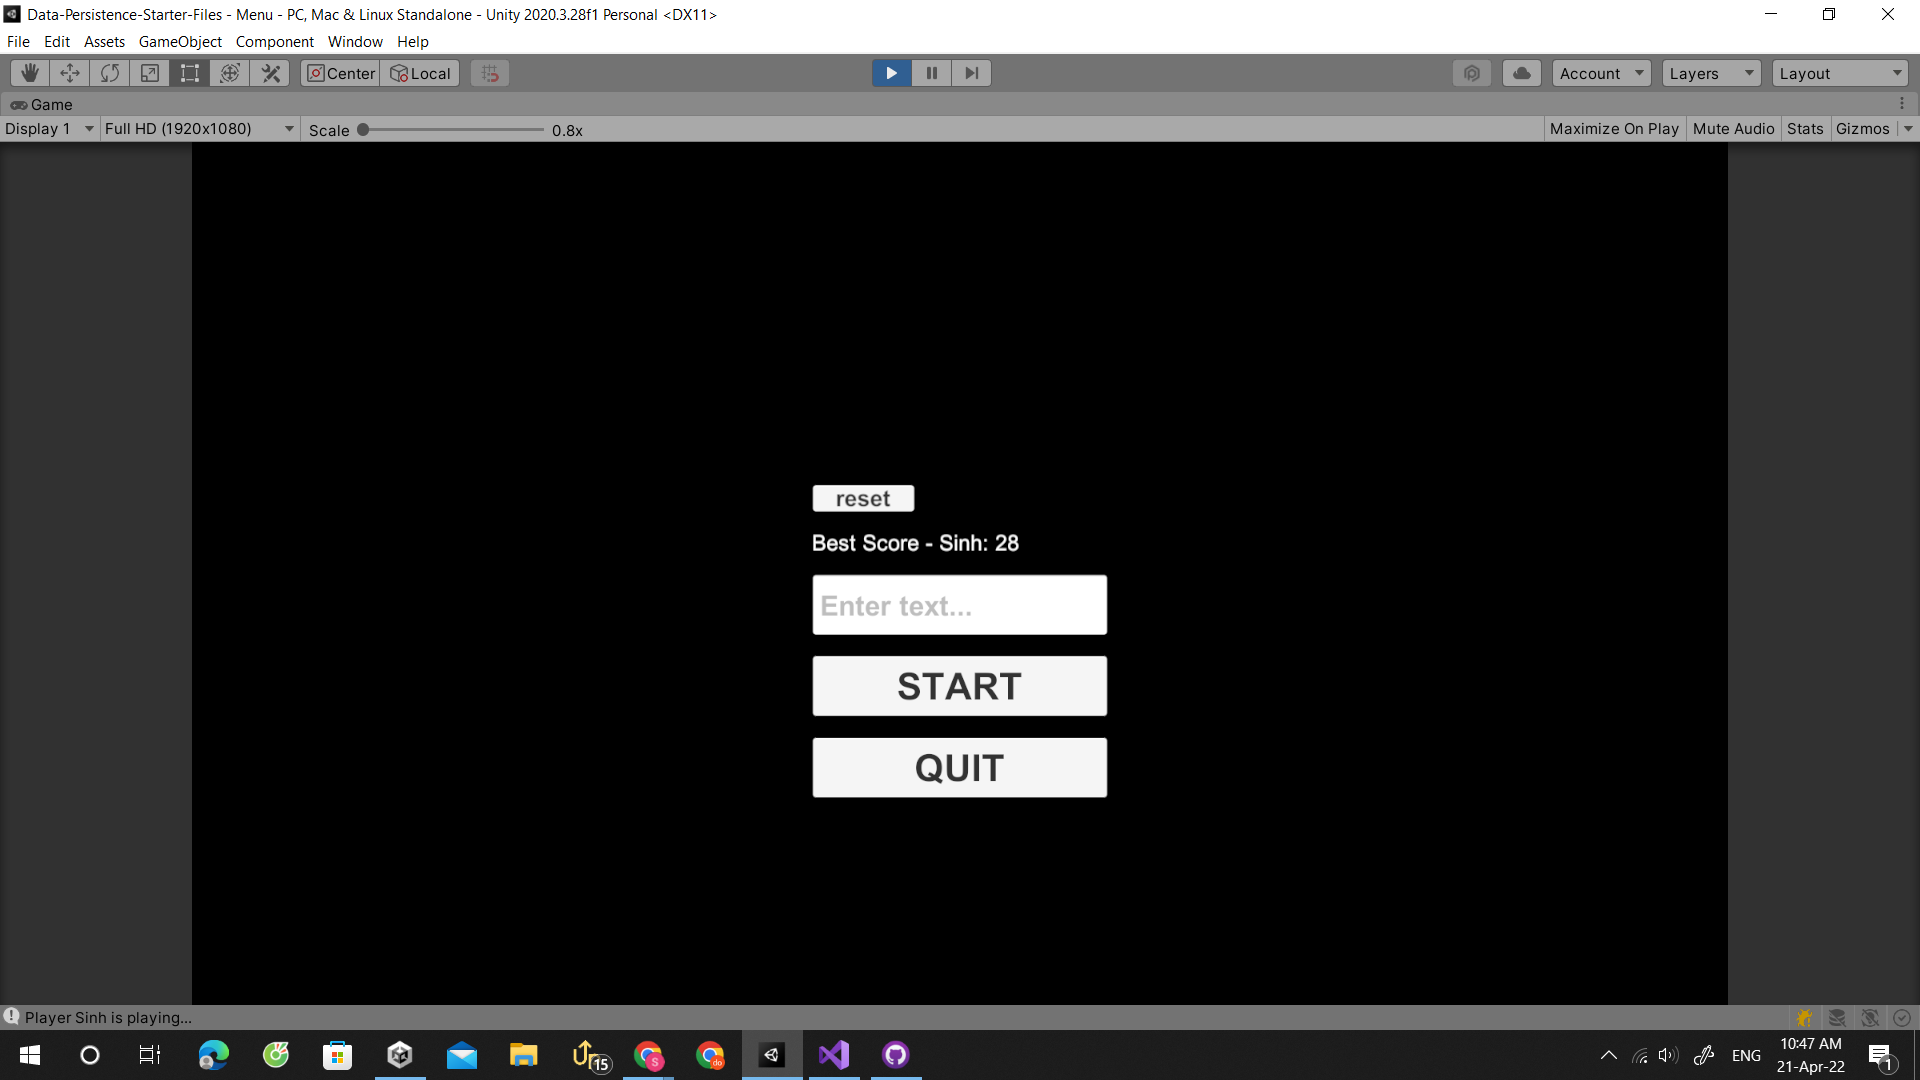 Data-Persistence-Starter-Files - Menu - PC, Mac & Linux Standalone - Unity 2020.3.28f1 Personal <DX11>
File Edit Assets GameObject Component Window Help
Center Local Account Layers Layout
Game
Display 1 Full HD (1920x1080) Scale 0.8x Maximize On Play Mute Audio Stats Gizmos
reset
Best Score - Sinh: 28
Enter text...
START
QUIT
Player Sinh is playing...
15 S do ENG 10:47 AM
21-Apr-22 1